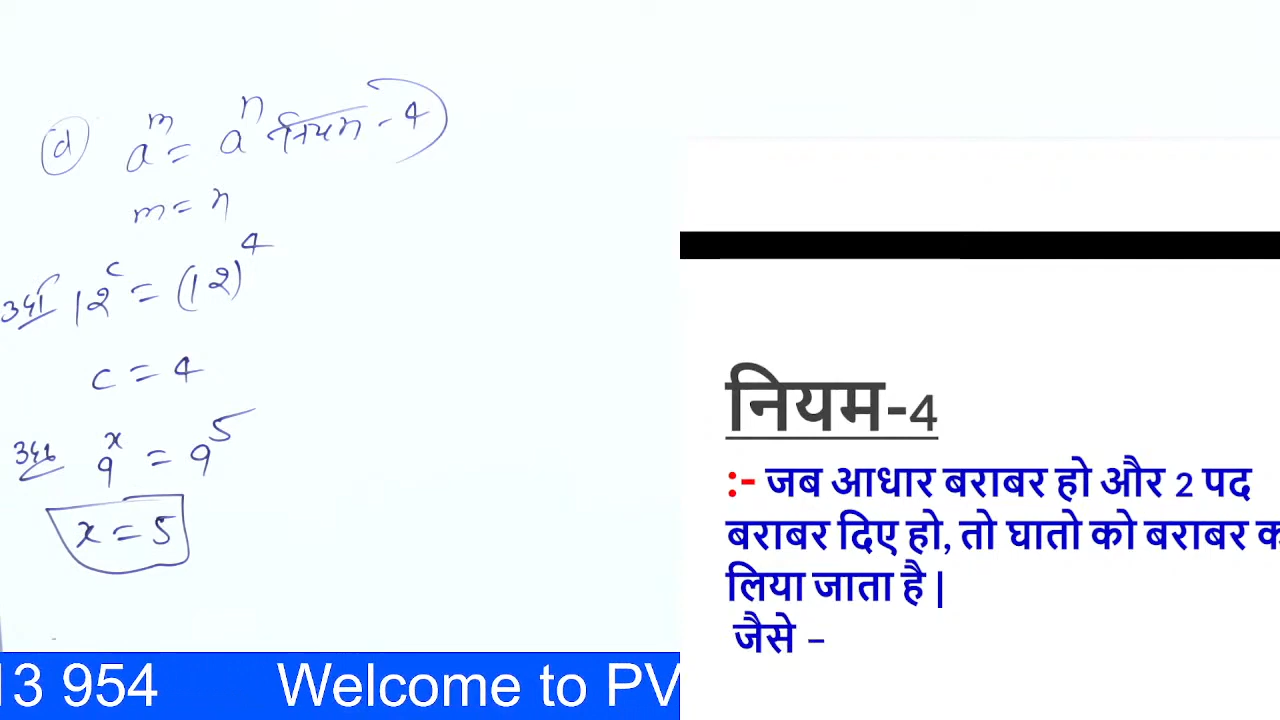 (d) a^m = a^n नियम - 4
m = n
उदा 12^c = (12)^4
c = 4
9^x = 9^5
x = 5
नियम-4
:- जब आधार बराबर हो और 2 पद
बराबर दिए हो, तो घातो को बराबर
लिया जाता है |
जैसे –
13 954 Welcome to PV